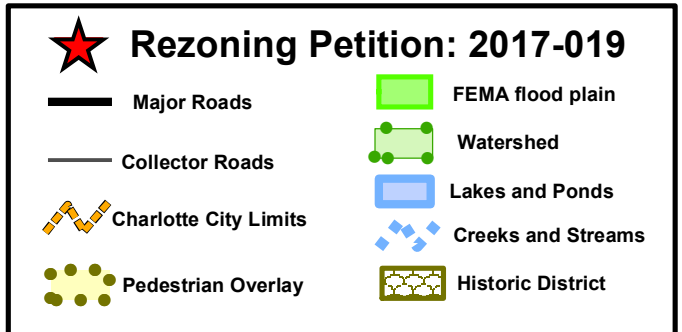 Rezoning Petition: 2017-019
Major Roads
Collector Roads
Charlotte City Limits
Pedestrian Overlay
FEMA flood plain
Watershed
Lakes and Ponds
Creeks and Streams
Historic District